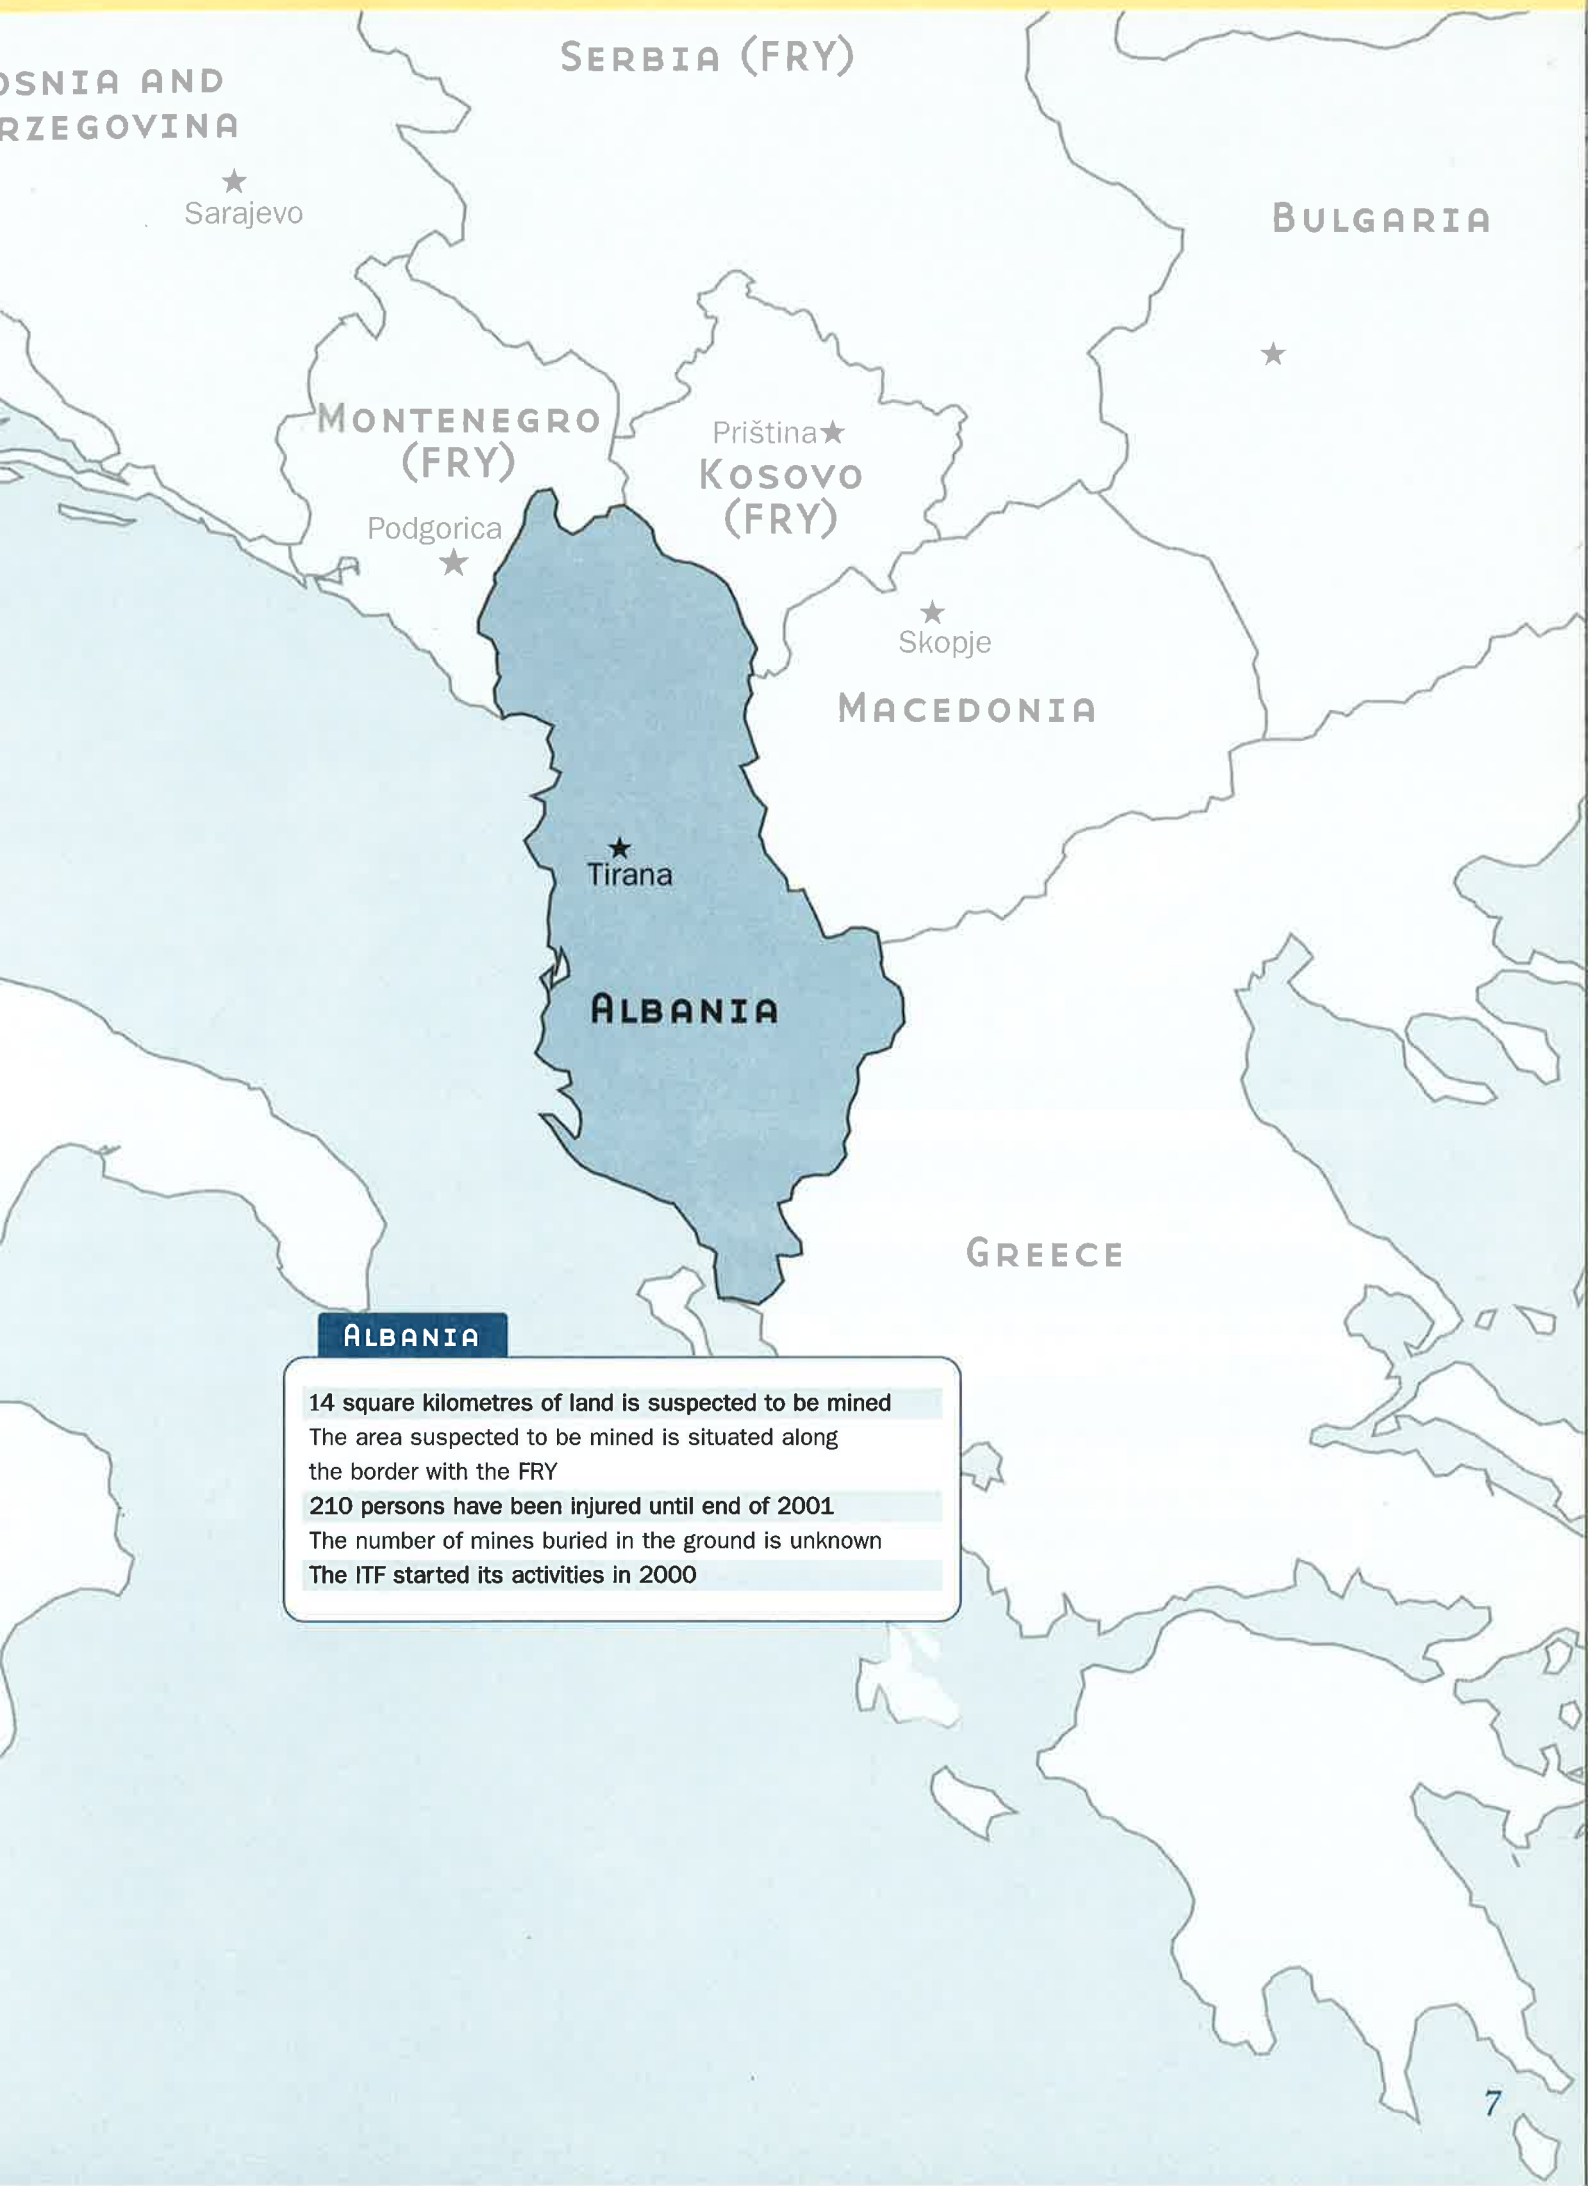 SERBIA (FRY)
OSNIA AND
RZEGOVINA
Sarajevo
BULGARIA
MONTENEGRO
(FRY)
Priština
KOSOVO
(FRY)
Podgorica
Skopje
MACEDONIA
Tirana
ALBANIA
GREECE
ALBANIA
14 square kilometres of land is suspected to be mined
The area suspected to be mined is situated along
the border with the FRY
210 persons have been injured until end of 2001
The number of mines buried in the ground is unknown
The ITF started its activities in 2000
7